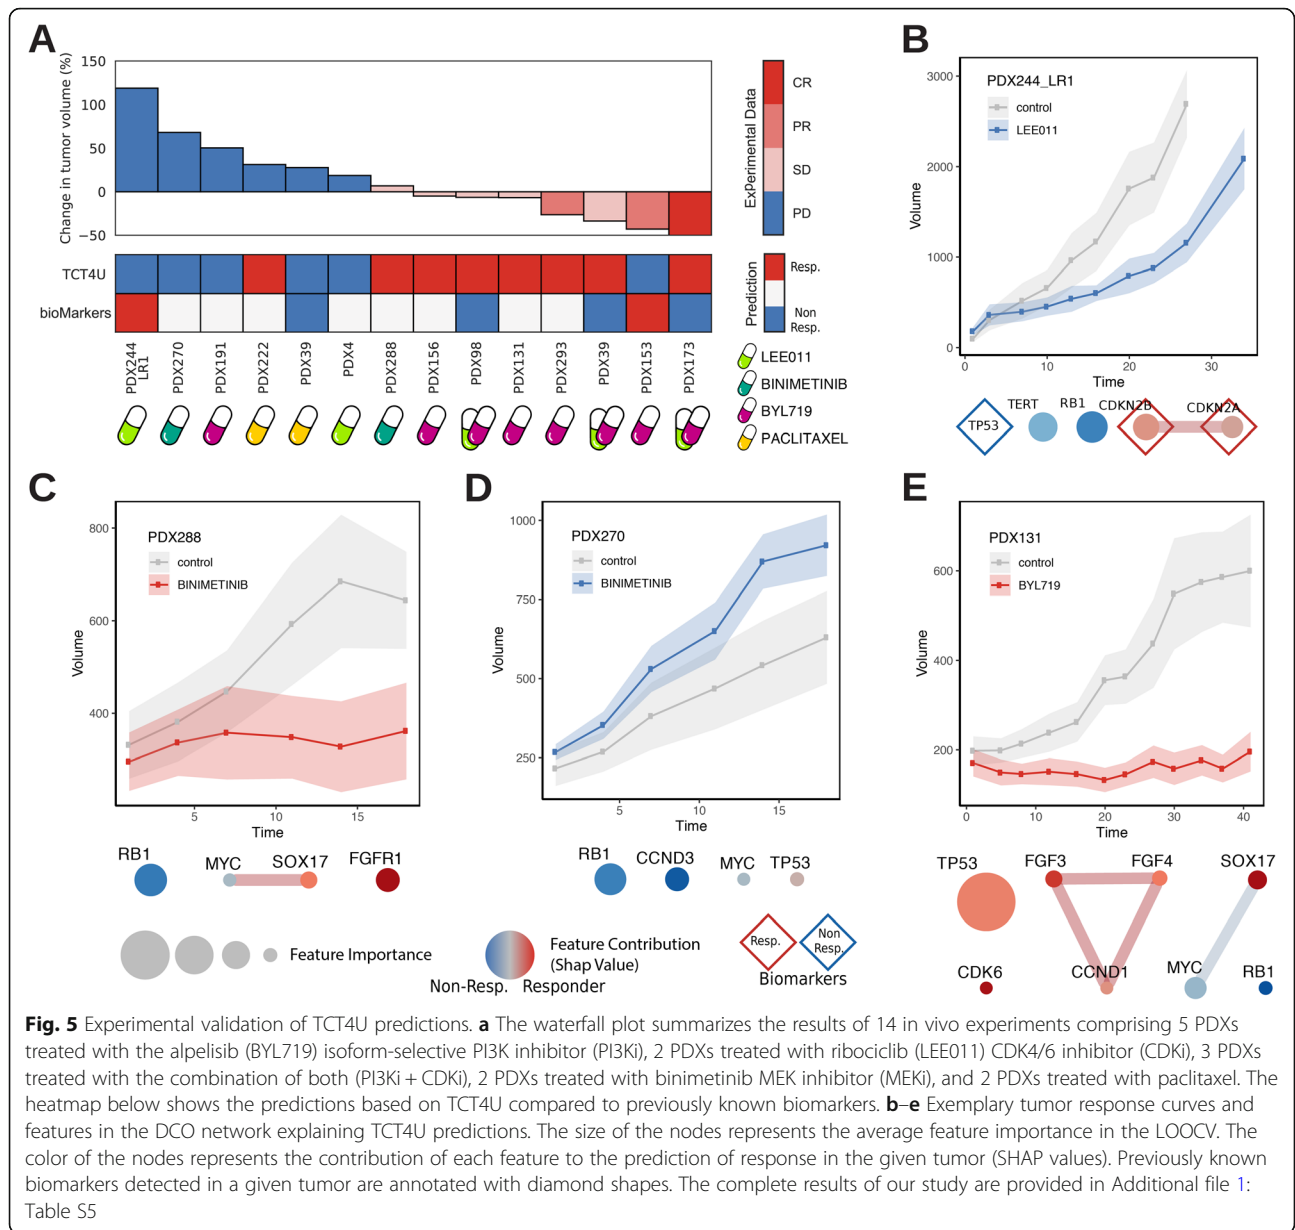 A
Change in tumor volume (%)
150
100
50
0
−50
TCT4U
bioMarkers
PDX244
LR1
PDX270
PDX191
PDX222
PDX39
PDX4
PDX288
PDX156
PDX98
PDX131
PDX293
PDX39
PDX153
PDX173
ExPerimental Data
CR
PR
SD
PD
Prediction
Resp.
Non
Resp.
LEE011
BINIMETINIB
BYL719
PACLITAXEL
B
PDX244_LR1
control
LEE011
Volume
3000
2000
1000
0
0
10
20
30
Time
TP53
TERT
RB1
CDKN2B
CDKN2A
C
PDX288
control
BINIMETINIB
Volume
800
600
400
5
10
15
Time
RB1
MYC
SOX17
FGFR1
D
PDX270
control
BINIMETINIB
Volume
1000
750
500
250
5
10
15
Time
RB1
CCND3
MYC
TP53
E
PDX131
control
BYL719
Volume
600
400
200
0
10
20
30
40
Time
TP53
FGF3
FGF4
SOX17
CDK6
CCND1
MYC
RB1
Feature Importance
Feature Contribution
(Shap Value)
Non-Resp. Responder
Resp.
Non
Resp.
Biomarkers
Fig. 5 Experimental validation of TCT4U predictions. a The waterfall plot summarizes the results of 14 in vivo experiments comprising 5 PDXs
treated with the alpelisib (BYL719) isoform-selective PI3K inhibitor (PI3Ki), 2 PDXs treated with ribociclib (LEE011) CDK4/6 inhibitor (CDKi), 3 PDXs
treated with the combination of both (PI3Ki + CDKi), 2 PDXs treated with binimetinib MEK inhibitor (MEKi), and 2 PDXs treated with paclitaxel. The
heatmap below shows the predictions based on TCT4U compared to previously known biomarkers. b–e Exemplary tumor response curves and
features in the DCO network explaining TCT4U predictions. The size of the nodes represents the average feature importance in the LOOCV. The
color of the nodes represents the contribution of each feature to the prediction of response in the given tumor (SHAP values). Previously known
biomarkers detected in a given tumor are annotated with diamond shapes. The complete results of our study are provided in Additional file 1:
Table S5